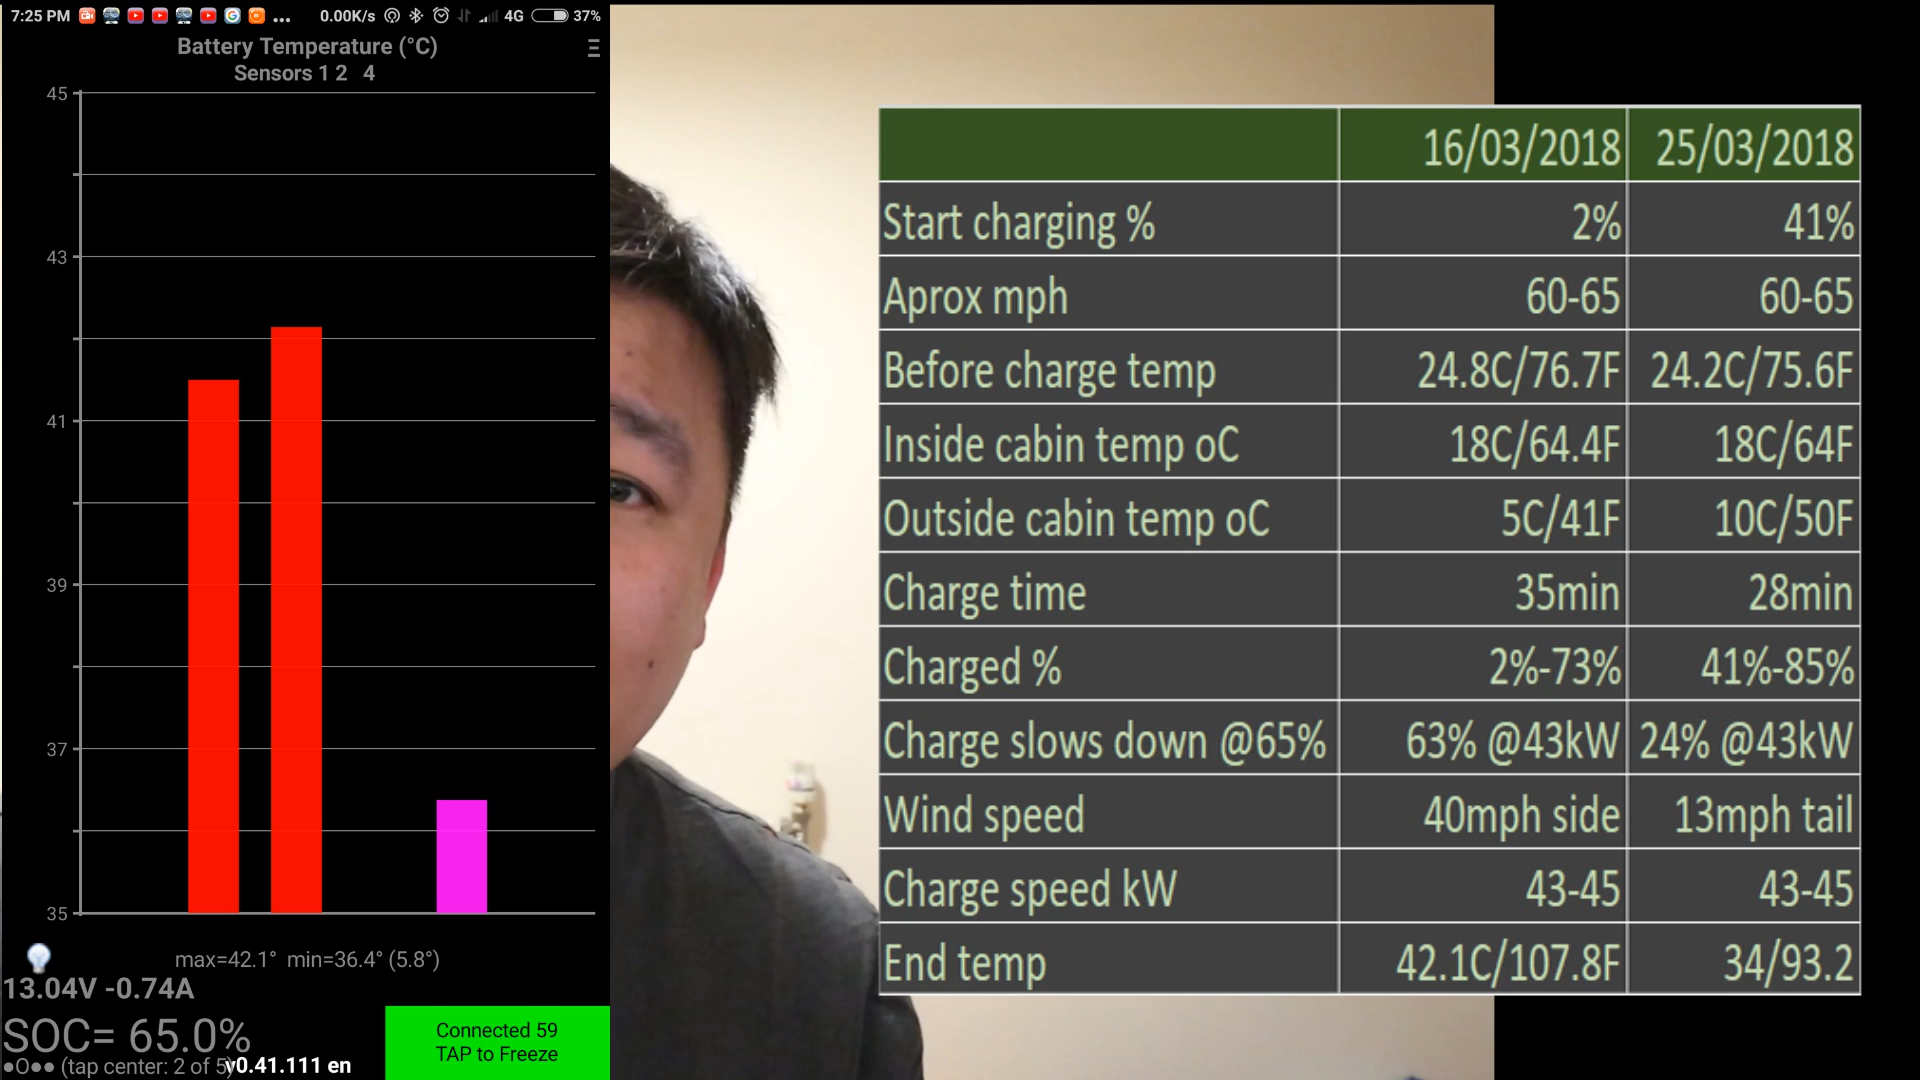 7:25 PM ... 0.00K/s 4G 37%
Battery Temperature (°C)
Sensors 1 2 4
45
43
41
39
37
35
max=42.1° min=36.4° (5.8°)
13.04V -0.74A
SOC= 65.0%
●O●● (tap center: 2 of 5)
v0.41.111 en
Connected 59
TAP to Freeze
16/03/2018 25/03/2018
Start charging % 2% 41%
Aprox mph 60-65 60-65
Before charge temp 24.8C/76.7F 24.2C/75.6F
Inside cabin temp oC 18C/64.4F 18C/64F
Outside cabin temp oC 5C/41F 10C/50F
Charge time 35min 28min
Charged % 2%-73% 41%-85%
Charge slows down @65% 63% @43kW 24% @43kW
Wind speed 40mph side 13mph tail
Charge speed kW 43-45 43-45
End temp 42.1C/107.8F 34/93.2